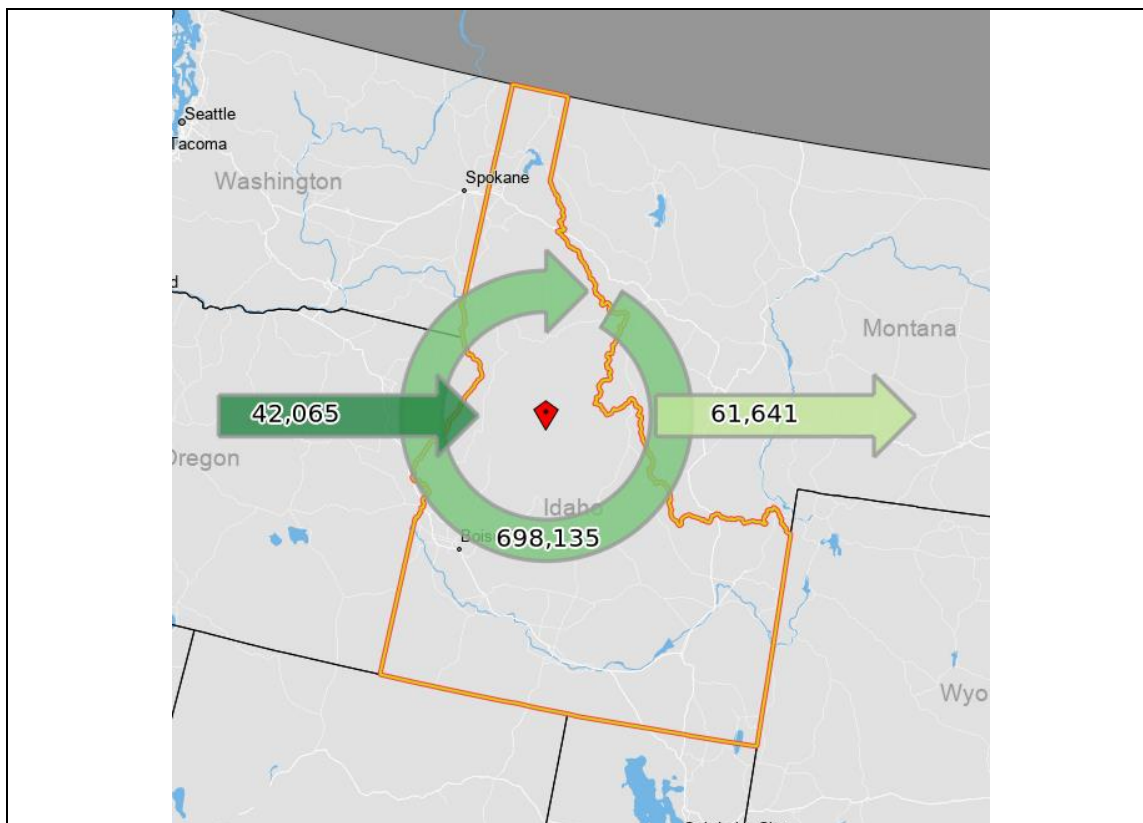 Seattle
Tacoma
Spokane
Washington
d
Montana
42,065
61,641
Oregon
Idaho
698,135
Wyo